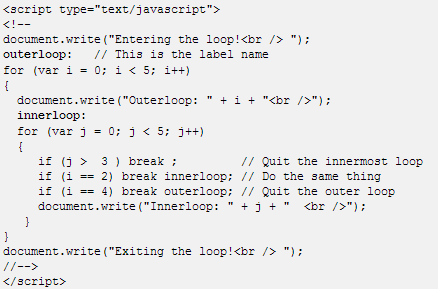 <script type="text/javascript">
<!--
document.write("Entering the loop!<br /> ");
outerloop:   // This is the label name
for (var i = 0; i < 5; i++)
{
  document.write("Outerloop: " + i + "<br />");
  innerloop:
  for (var j = 0; j < 5; j++)
  {
     if (j >  3 ) break ;         // Quit the innermost loop
     if (i == 2) break innerloop; // Do the same thing
     if (i == 4) break outerloop; // Quit the outer loop
     document.write("Innerloop: " + j + "  <br />");
   }
}
document.write("Exiting the loop!<br /> ");
//-->
</script>